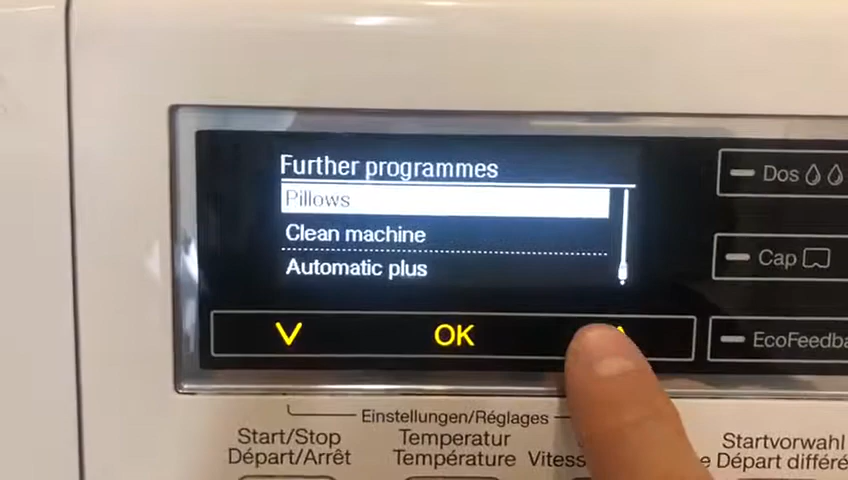 Further programmes
Pillows
Clean machine
Automatic plus
OK
Dos
Cap
EcoFeedba
Einstellungen/Réglages
Start/Stop
Départ/Arrêt
Temperatur
Température
Startvorwahl
Départ différé